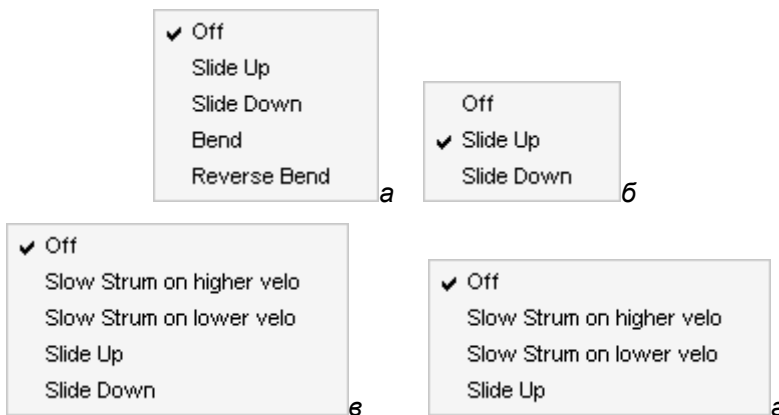 ✔ Off
Slide Up
Slide Down
Bend
Reverse Bend
а
Off
✔ Slide Up
Slide Down
б
✔ Off
Slow Strum on higher velo
Slow Strum on lower velo
Slide Up
Slide Down
в
✔ Off
Slow Strum on higher velo
Slow Strum on lower velo
Slide Up
г